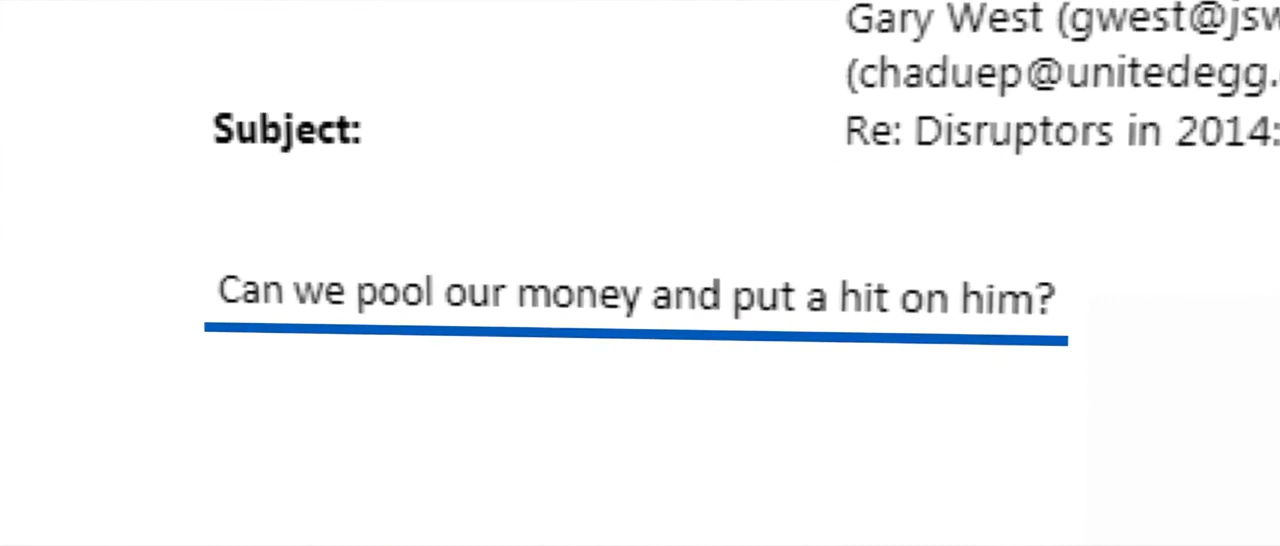 Gary West (gwest@jsw
(chaduep@unitedegg.
Subject: Re: Disruptors in 2014:
Can we pool our money and put a hit on him?